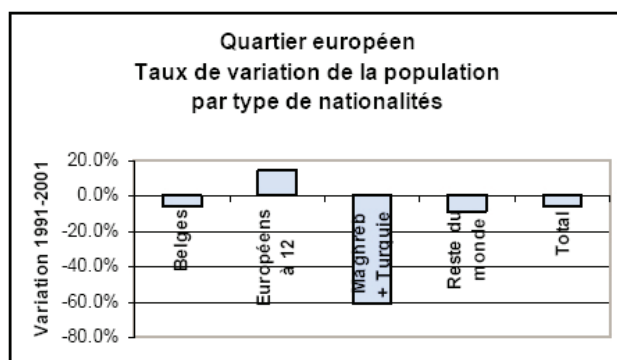 Quartier européen
Taux de variation de la population
par type de nationalités
Variation 1991-2001
20.0%
0.0%
-20.0%
-40.0%
-60.0%
-80.0%
Belges
Européens
à 12
Maghreb
+ Turquie
Reste du
monde
Total